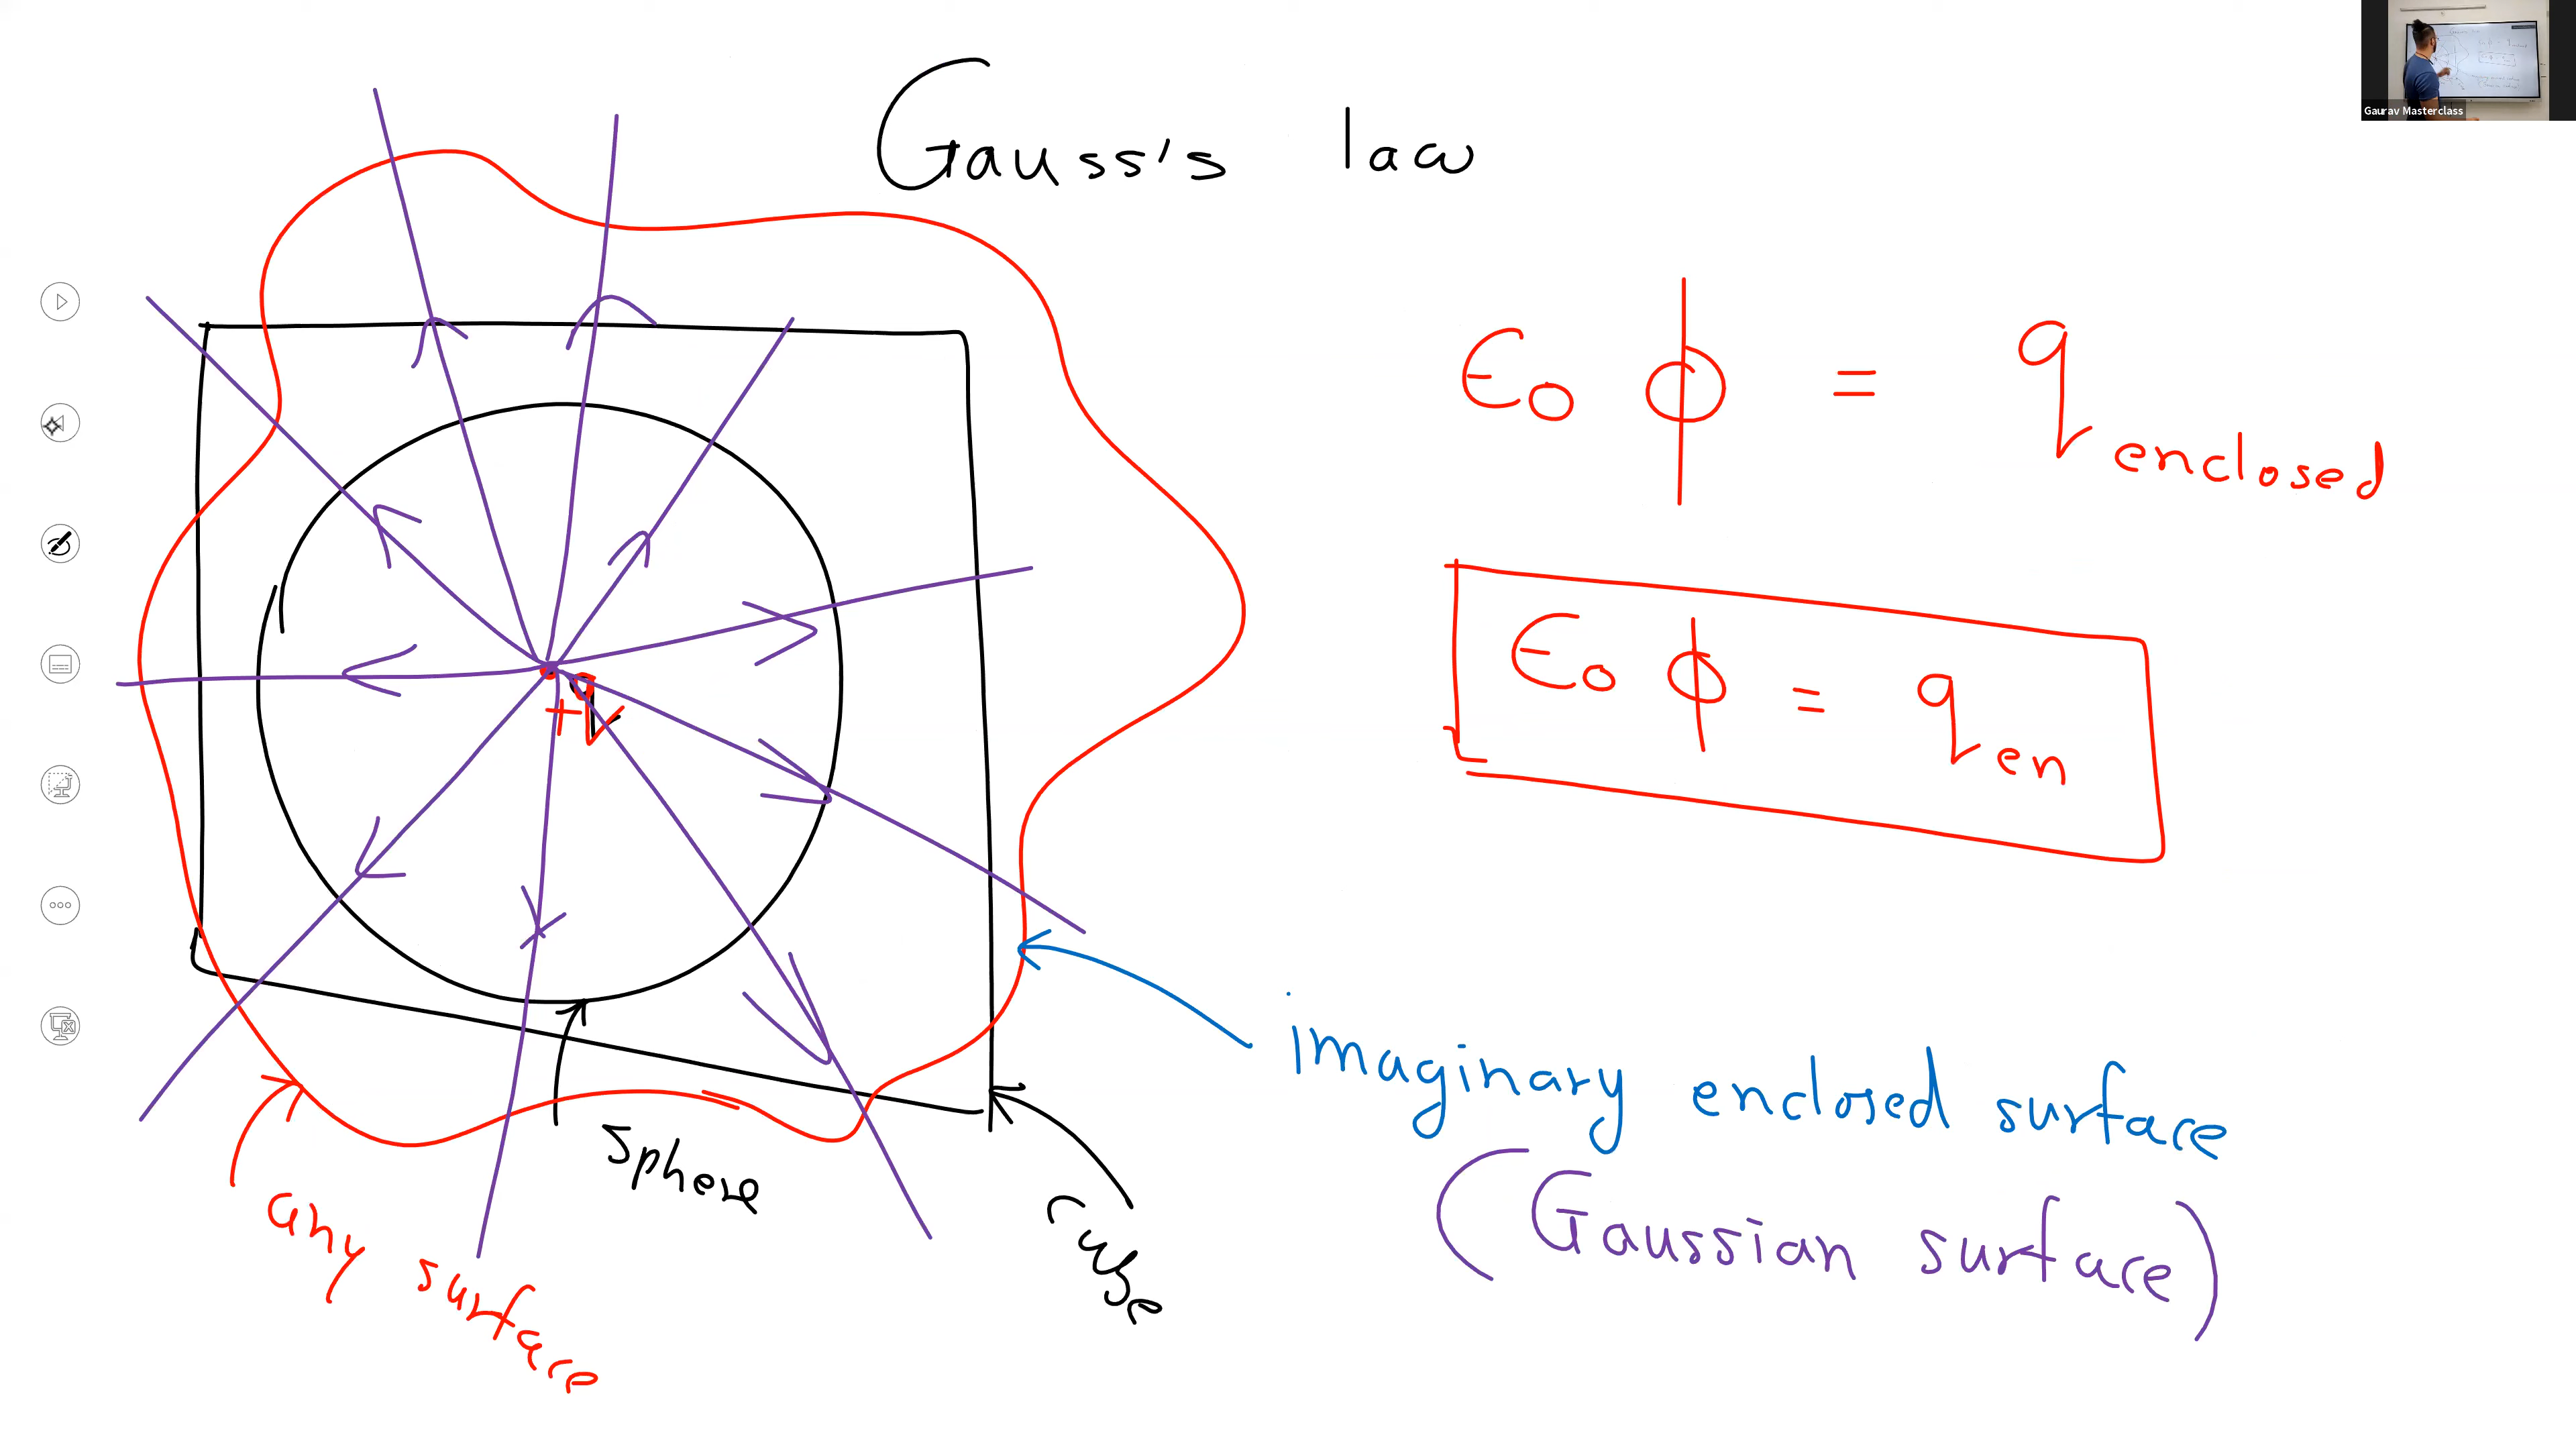 Gauss's law
Gaurav Masterclass
ϵ₀ ϕ = q enclosed
ϵ₀ ϕ = q en
+q
imaginary enclosed surface
(Gaussian surface)
Sphere
Cube
any surface